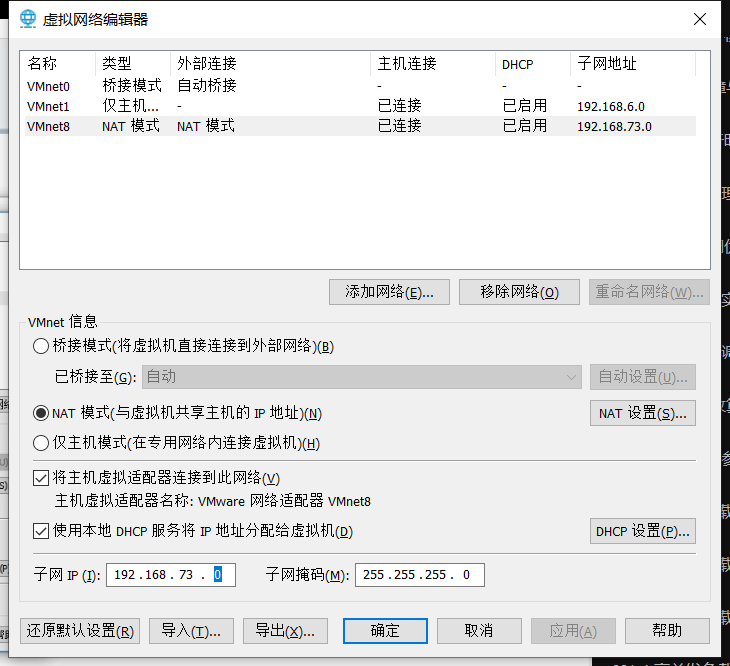 虚拟网络编辑器
名称 类型 外部连接 主机连接 DHCP 子网地址
VMnet0 桥接模式 自动桥接 - - -
VMnet1 仅主机... - 已连接 已启用 192.168.6.0
VMnet8 NAT 模式 NAT 模式 已连接 已启用 192.168.73.0
添加网络(E)... 移除网络(O) 重命名网络(W)...
VMnet 信息
桥接模式(将虚拟机直接连接到外部网络)(B)
已桥接至(G): 自动 自动设置(U)...
NAT 模式(与虚拟机共享主机的 IP 地址)(N) NAT 设置(S)...
仅主机模式(在专用网络内连接虚拟机)(H)
将主机虚拟适配器连接到此网络(V)
主机虚拟适配器名称: VMware 网络适配器 VMnet8
使用本地 DHCP 服务将 IP 地址分配给虚拟机(D) DHCP 设置(P)...
子网 IP (I): 192.168. 73 . 0 子网掩码(M): 255.255.255. 0
还原默认设置(R) 导入(T)... 导出(X)... 确定 取消 应用(A) 帮助